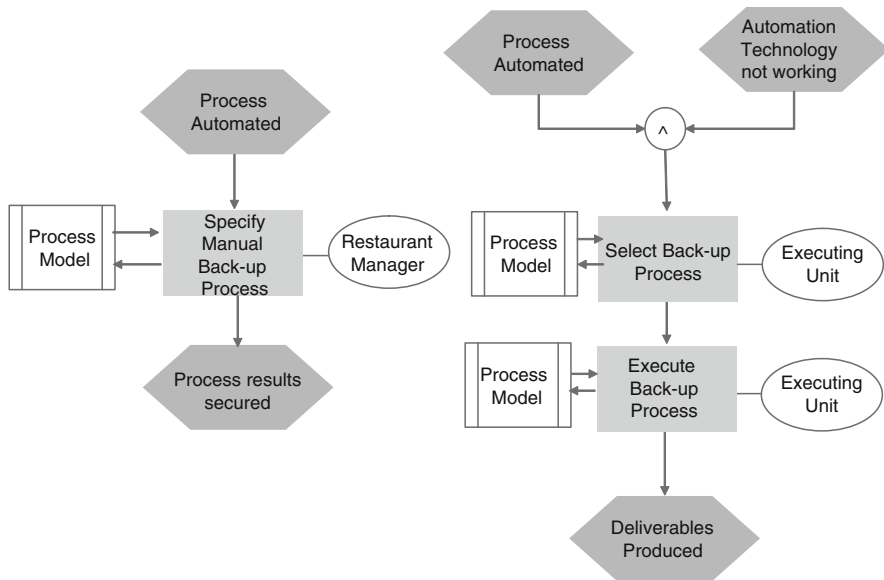 Process
Automated
Process
Model
Specify
Manual
Back-up
Process
Restaurant
Manager
Process results
secured
Process
Automated
Automation
Technology
not working
^
Process
Model
Select Back-up
Process
Executing
Unit
Process
Model
Execute
Back-up
Process
Executing
Unit
Deliverables
Produced